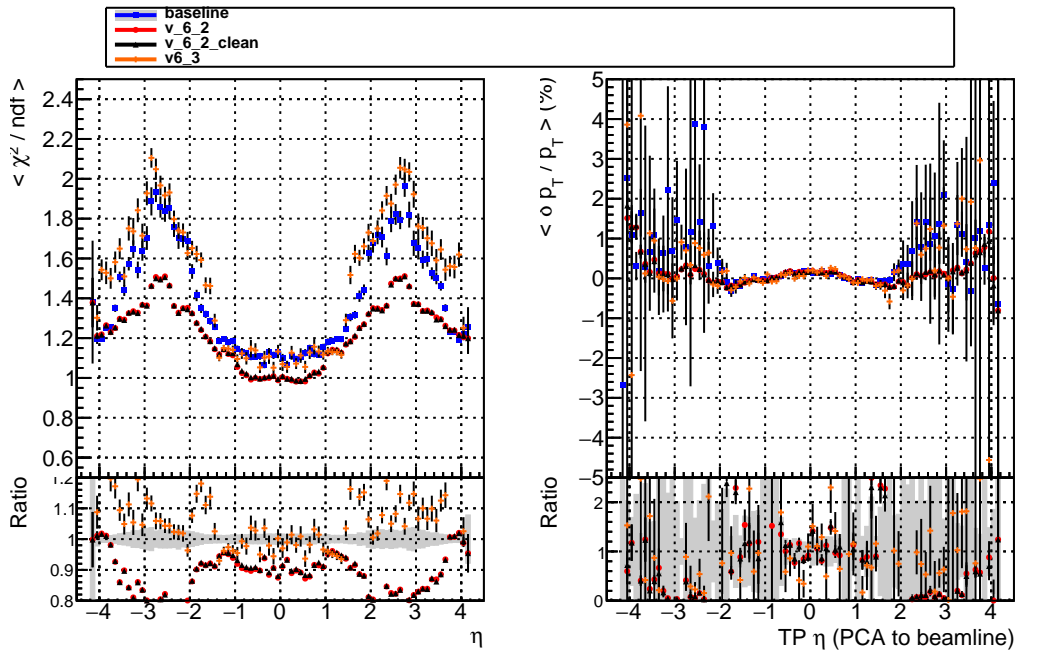 baseline
v_6_2
v_6_2_clean
v6_3
< χ² / ndf >
2.4
2.2
2
1.8
1.6
1.4
1.2
1
0.8
0.6
Ratio
1.2
1.1
1
0.9
0.8
−4 −3 −2 −1 0 1 2 3 4
η
< σ p_T / p_T > (%)
5
4
3
2
1
0
−1
−2
−3
−4
−5
Ratio
2
1
0
−4 −3 −2 −1 0 1 2 3 4
TP η (PCA to beamline)